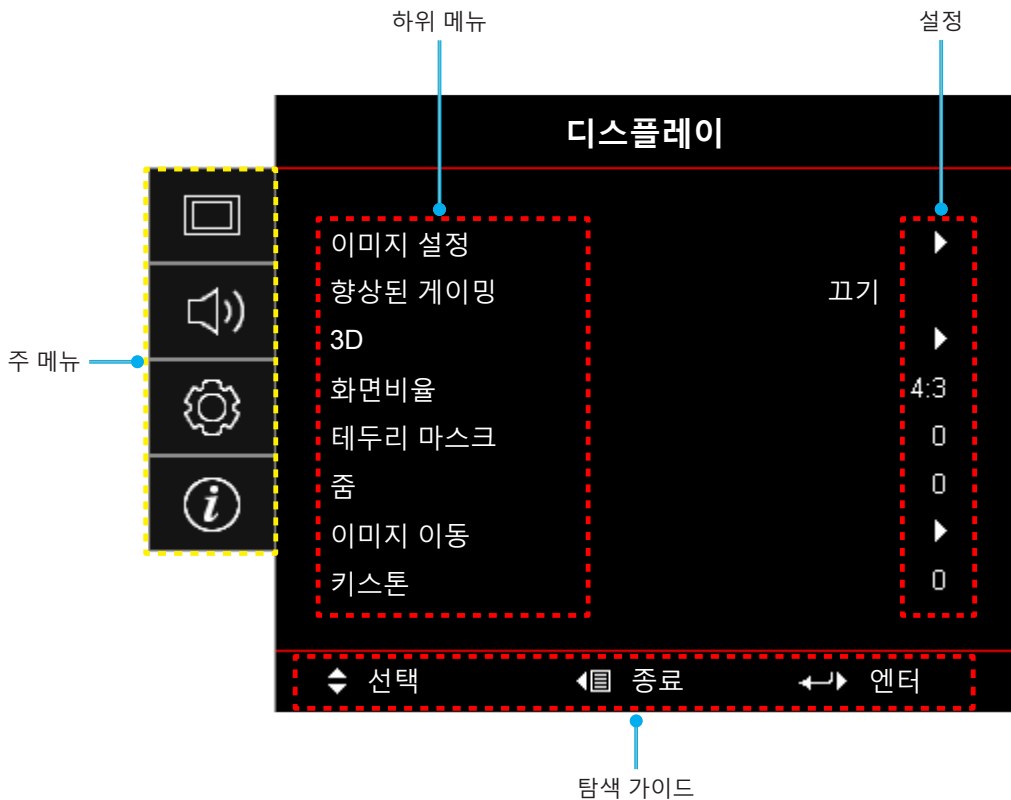 하위 메뉴 설정
디스플레이
이미지 설정
향상된 게이밍 끄기
3D
주 메뉴
화면비율 4:3
테두리 마스크 0
줌 0
이미지 이동
키스톤 0
선택 종료 엔터
탐색 가이드